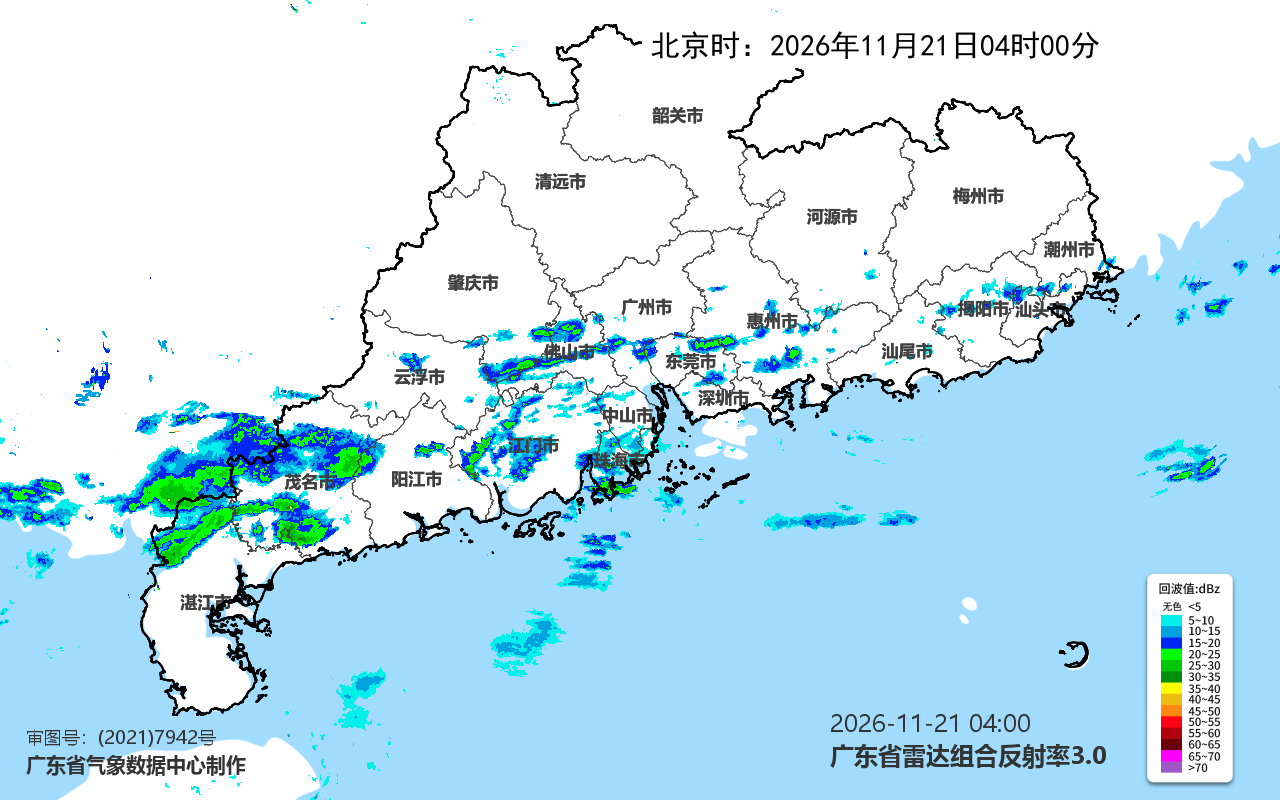 北京时：2026年11月21日04时00分
韶关市
清远市
梅州市
河源市
潮州市
肇庆市
广州市
惠州市
揭阳市
汕头市
佛山市
东莞市
汕尾市
云浮市
深圳市
中山市
江门市
珠海市
茂名市
阳江市
湛江市
回波值:dBz
无色 <5
5~10
10~15
15~20
20~25
25~30
30~35
35~40
40~45
45~50
50~55
55~60
60~65
65~70
>70
2026-11-21 04:00
广东省雷达组合反射率3.0
审图号：(2021)7942号
广东省气象数据中心制作